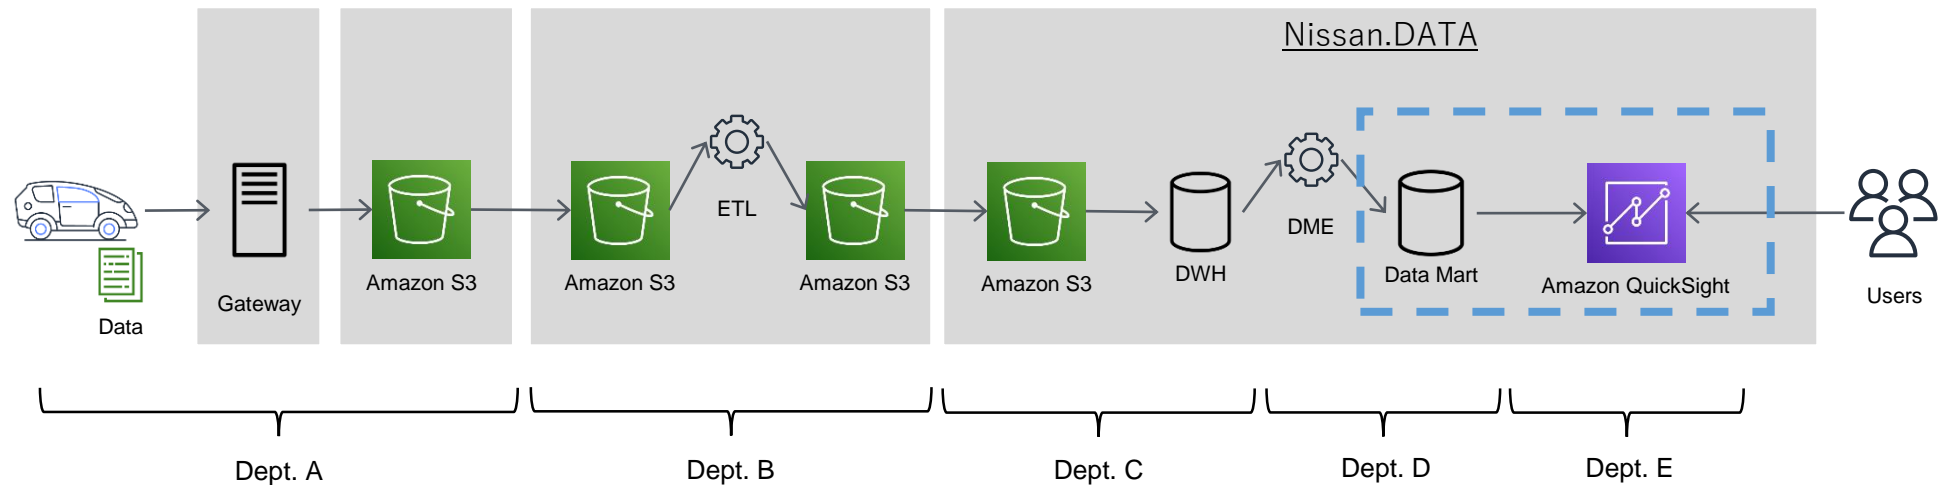 Nissan.DATA
Data
Gateway
Amazon S3
Amazon S3
ETL
Amazon S3
Amazon S3
DWH
DME
Data Mart
Amazon QuickSight
Users
Dept. A
Dept. B
Dept. C
Dept. D
Dept. E